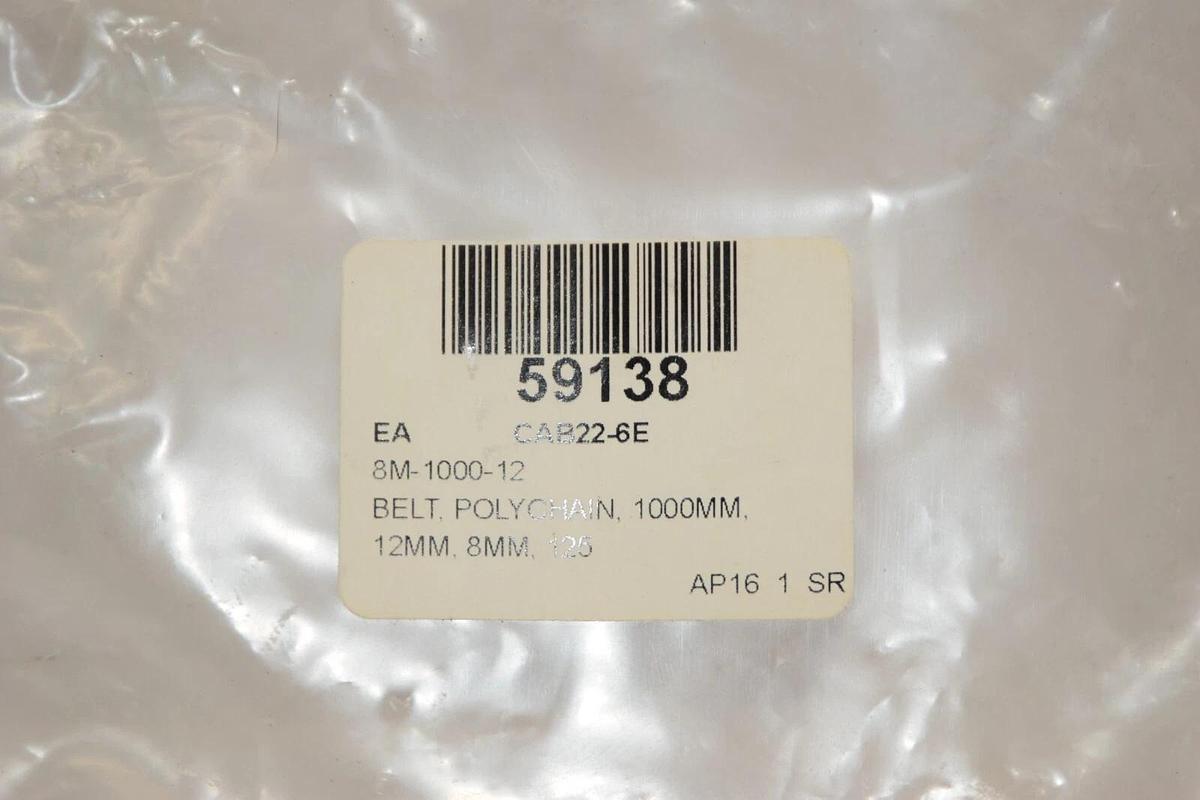 59138
EA CAB22-6E
8M-1000-12
BELT, POLYCHAIN, 1000MM,
12MM, 8MM, 125
AP16 1 SR